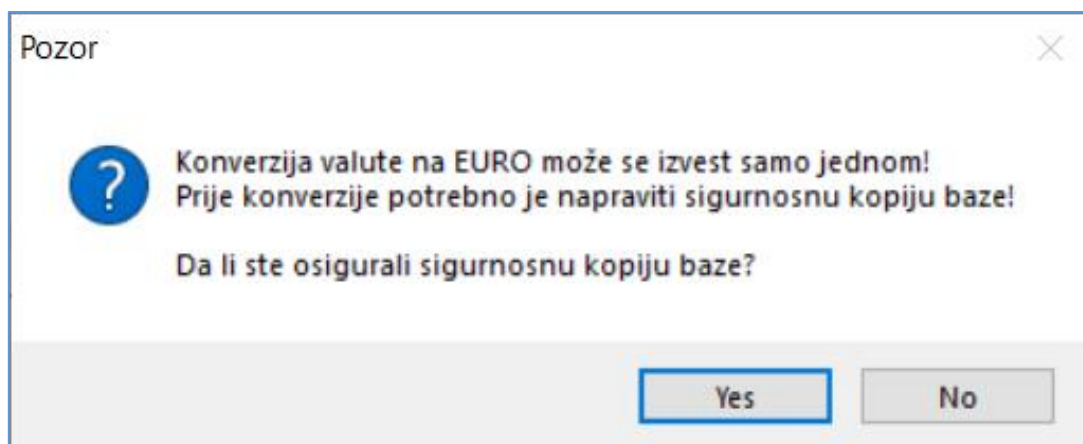 Pozor
Konverzija valute na EURO može se izvest samo jednom!
Prije konverzije potrebno je napraviti sigurnosnu kopiju baze!
Da li ste osigurali sigurnosnu kopiju baze?
Yes No